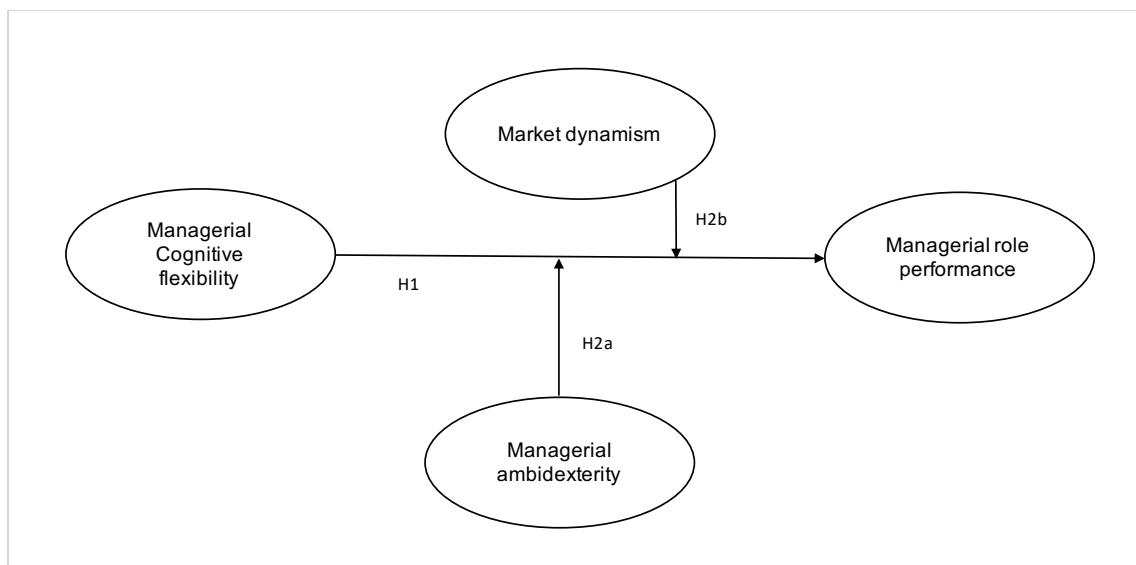 Market dynamism
H2b
Managerial
Cognitive
flexibility
Managerial role
performance
H1
H2a
Managerial
ambidexterity